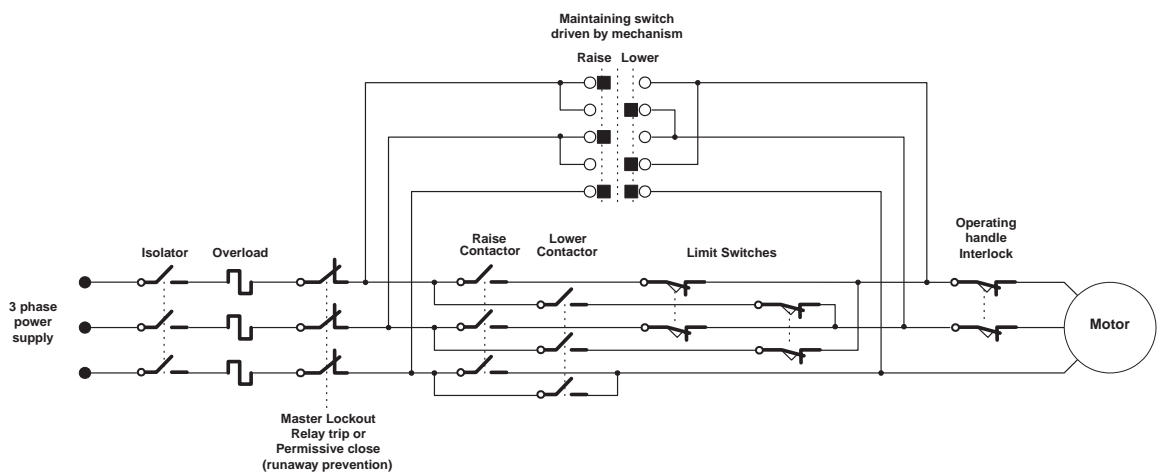 Maintaining switch
driven by mechanism
Raise Lower
Isolator
Overload
Raise
Contactor
Lower
Contactor
Limit Switches
Operating
handle
Interlock
3 phase
power
supply
Motor
Master Lockout
Relay trip or
Permissive close
(runaway prevention)